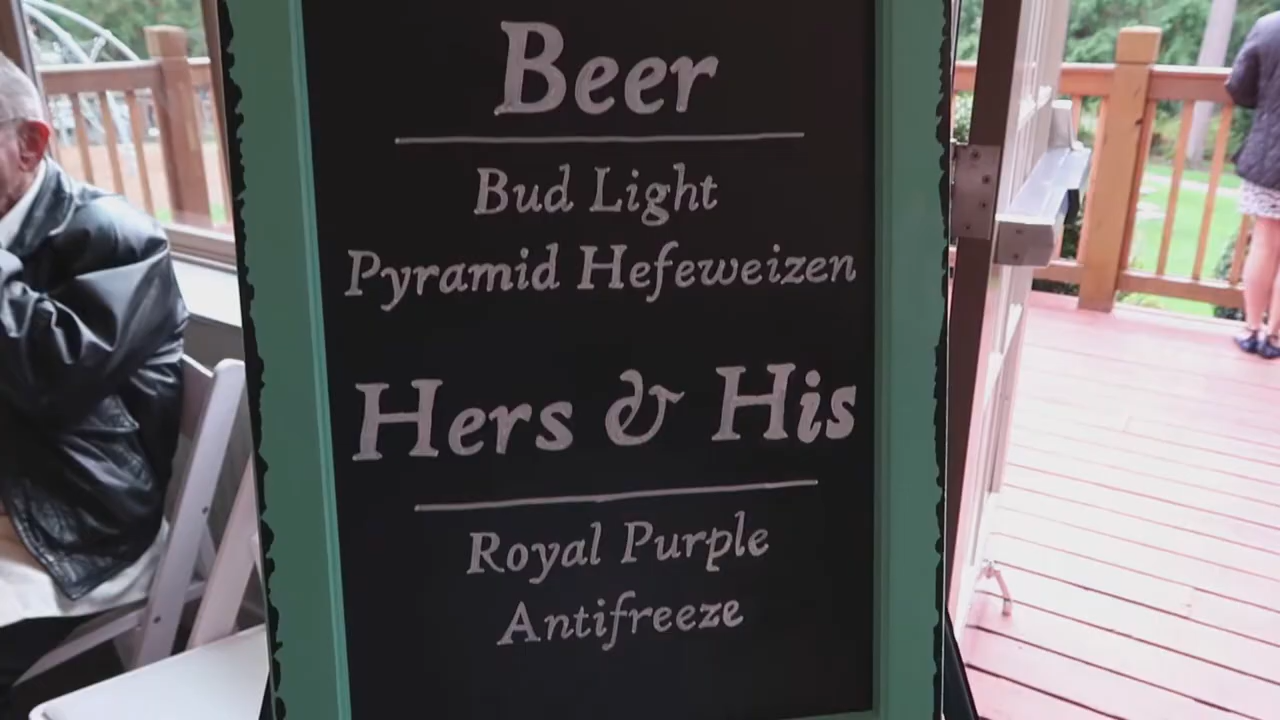 Beer
Bud Light
Pyramid Hefeweizen
Hers & His
Royal Purple
Antifreeze